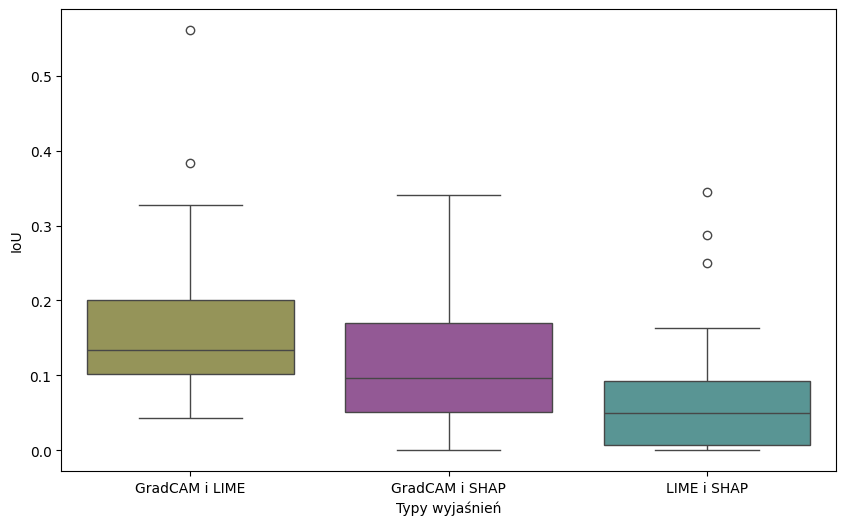 0.5
0.4
0.3
0.2
0.1
0.0
IoU
GradCAM i LIME
GradCAM i SHAP
LIME i SHAP
Typy wyjaśnień